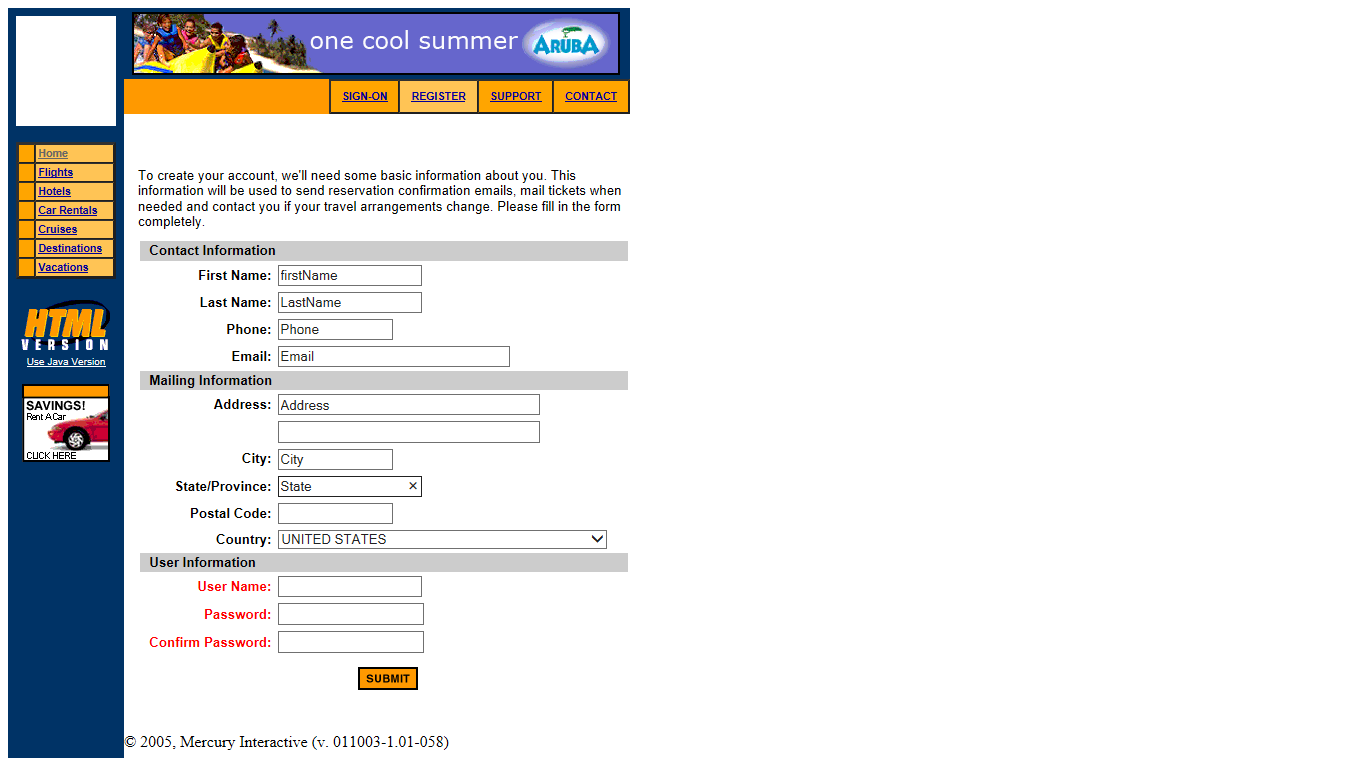 one cool summer ARUBA
SIGN-ON REGISTER SUPPORT CONTACT
Home
Flights
Hotels
Car Rentals
Cruises
Destinations
Vacations
HTML
VERSION
Use Java Version
SAVINGS!
Rent A Car
CLICK HERE
To create your account, we'll need some basic information about you. This
information will be used to send reservation confirmation emails, mail tickets when
needed and contact you if your travel arrangements change. Please fill in the form
completely.
Contact Information
First Name: firstName
Last Name: LastName
Phone: Phone
Email: Email
Mailing Information
Address: Address
City: City
State/Province: State ×
Postal Code:
Country: UNITED STATES
User Information
User Name:
Password:
Confirm Password:
SUBMIT
© 2005, Mercury Interactive (v. 011003-1.01-058)